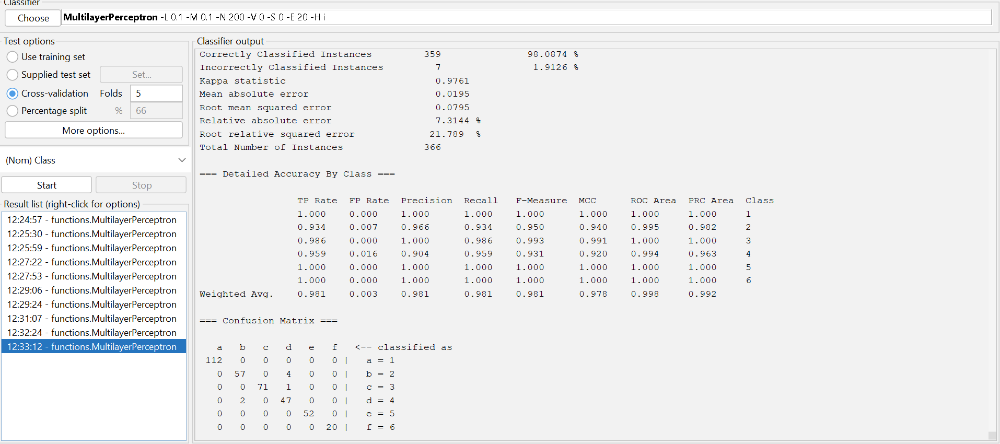 Classifier
Choose MultilayerPerceptron -L 0.1 -M 0.1 -N 200 -V 0 -S 0 -E 20 -H i
Test options
Use training set
Supplied test set Set...
Cross-validation Folds 5
Percentage split % 66
More options...
(Nom) Class
Start Stop
Result list (right-click for options)
12:24:57 - functions.MultilayerPerceptron
12:25:30 - functions.MultilayerPerceptron
12:25:59 - functions.MultilayerPerceptron
12:27:22 - functions.MultilayerPerceptron
12:27:53 - functions.MultilayerPerceptron
12:29:06 - functions.MultilayerPerceptron
12:29:24 - functions.MultilayerPerceptron
12:31:07 - functions.MultilayerPerceptron
12:32:24 - functions.MultilayerPerceptron
12:33:12 - functions.MultilayerPerceptron
Classifier output
Correctly Classified Instances 359 98.0874 %
Incorrectly Classified Instances 7 1.9126 %
Kappa statistic 0.9761
Mean absolute error 0.0195
Root mean squared error 0.0795
Relative absolute error 7.3144 %
Root relative squared error 21.789 %
Total Number of Instances 366
=== Detailed Accuracy By Class ===
TP Rate FP Rate Precision Recall F-Measure MCC ROC Area PRC Area Class
1.000 0.000 1.000 1.000 1.000 1.000 1.000 1.000 1
0.934 0.007 0.966 0.934 0.950 0.940 0.995 0.982 2
0.986 0.000 1.000 0.986 0.993 0.991 1.000 1.000 3
0.959 0.016 0.904 0.959 0.931 0.920 0.994 0.963 4
1.000 0.000 1.000 1.000 1.000 1.000 1.000 1.000 5
1.000 0.000 1.000 1.000 1.000 1.000 1.000 1.000 6
Weighted Avg. 0.981 0.003 0.981 0.981 0.981 0.978 0.998 0.992
=== Confusion Matrix ===
a b c d e f <-- classified as
112 0 0 0 0 0 | a = 1
0 57 0 4 0 0 | b = 2
0 0 71 1 0 0 | c = 3
0 2 0 47 0 0 | d = 4
0 0 0 0 52 0 | e = 5
0 0 0 0 0 20 | f = 6